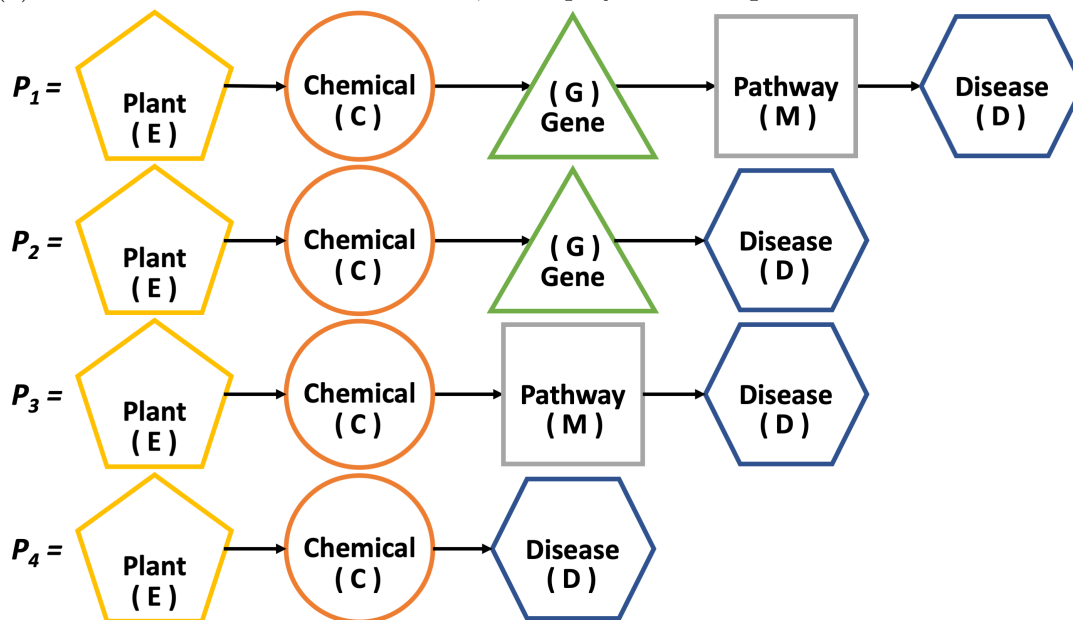 P1 =
Plant
( E )
Chemical
( C )
( G )
Gene
Pathway
( M )
Disease
( D )
P2 =
Plant
( E )
Chemical
( C )
( G )
Gene
Disease
( D )
P3 =
Plant
( E )
Chemical
( C )
Pathway
( M )
Disease
( D )
P4 =
Plant
( E )
Chemical
( C )
Disease
( D )